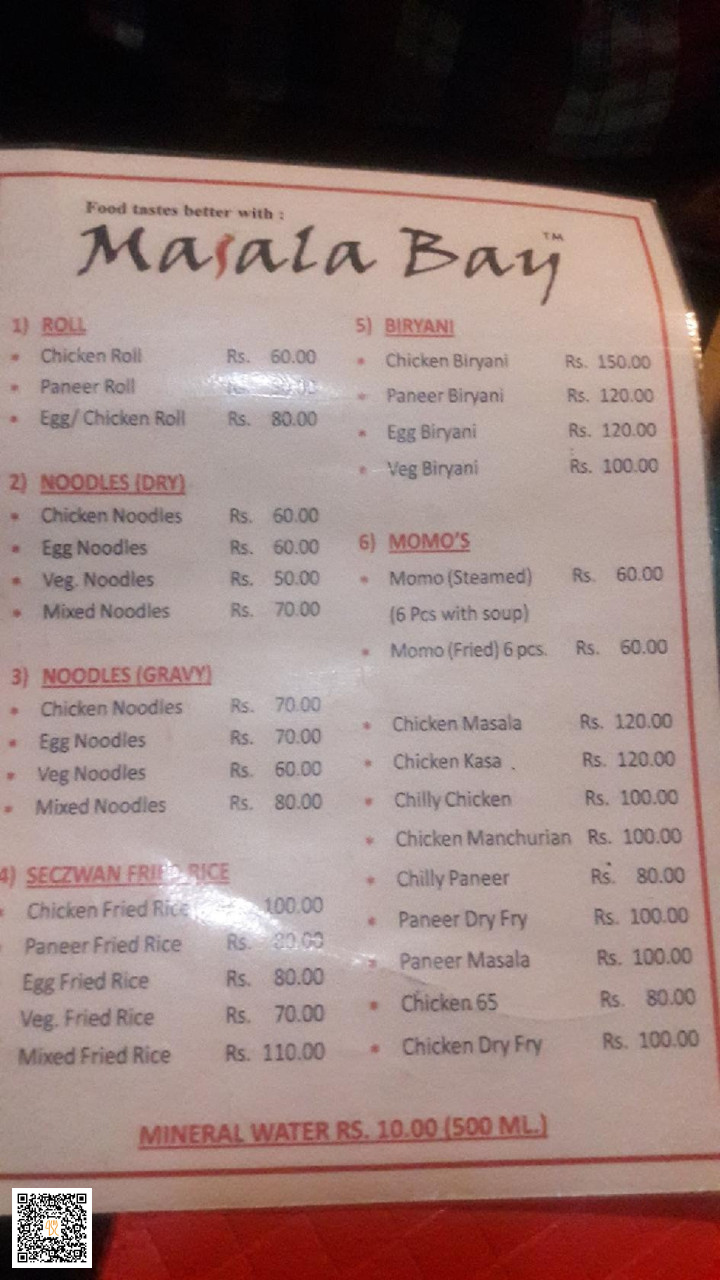 Food tastes better with :
Masala Bay™
1) ROLL
• Chicken Roll Rs. 60.00
• Paneer Roll
• Egg/ Chicken Roll Rs. 80.00
2) NOODLES (DRY)
• Chicken Noodles Rs. 60.00
• Egg Noodles Rs. 60.00
• Veg. Noodles Rs. 50.00
• Mixed Noodles Rs. 70.00
3) NOODLES (GRAVY)
• Chicken Noodles Rs. 70.00
• Egg Noodles Rs. 70.00
• Veg Noodles Rs. 60.00
• Mixed Noodles Rs. 80.00
4) SECZWAN FRIED RICE
• Chicken Fried Rice 100.00
Paneer Fried Rice Rs. 80.00
Egg Fried Rice Rs. 80.00
Veg. Fried Rice Rs. 70.00
Mixed Fried Rice Rs. 110.00
5) BIRYANI
• Chicken Biryani Rs. 150.00
• Paneer Biryani Rs. 120.00
• Egg Biryani Rs. 120.00
• Veg Biryani Rs. 100.00
6) MOMO'S
• Momo (Steamed) Rs. 60.00
(6 Pcs with soup)
• Momo (Fried) 6 pcs. Rs. 60.00
• Chicken Masala Rs. 120.00
• Chicken Kasa . Rs. 120.00
• Chilly Chicken Rs. 100.00
• Chicken Manchurian Rs. 100.00
• Chilly Paneer Rs. 80.00
• Paneer Dry Fry Rs. 100.00
• Paneer Masala Rs. 100.00
• Chicken 65 Rs. 80.00
• Chicken Dry Fry Rs. 100.00
MINERAL WATER RS. 10.00 (500 ML.)